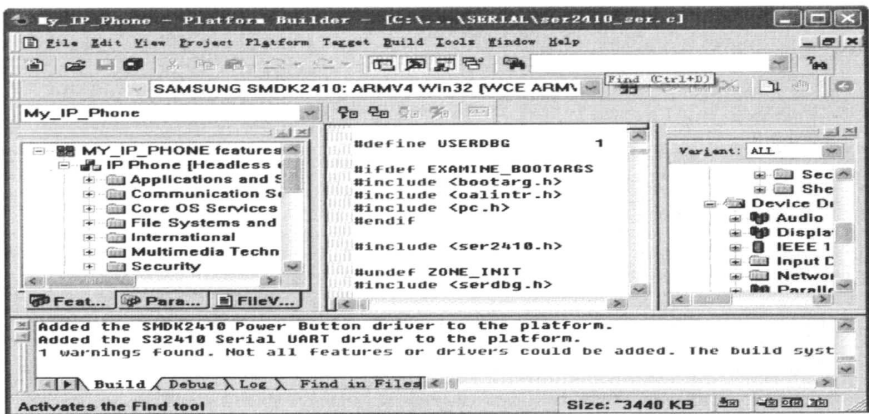 My_IP_Phone - Platform Builder - [C:\...\SERIAL\ser2410_ser.c]
File Edit View Project Platform Target Build Tools Window Help
Find (Ctrl+D)
SAMSUNG SMDK2410: ARMV4 Win32 (WCE ARMV
My_IP_Phone
MY_IP_PHONE features
IP Phone [Headless
Applications and S
Communication Se
Core OS Services
File Systems and
International
Multimedia Techn
Security
Feat... Para... FileV...
#define USERDBG 1
#ifdef EXAMINE_BOOTARGS
#include <bootarg.h>
#include <oalintr.h>
#include <pc.h>
#endif
#include <ser2410.h>
#undef ZONE_INIT
#include <serdbg.h>
Variant: ALL
Sec
She
Device Dr
Audio
Display
IEEE 1
Input D
Networ
Paralle
Added the SMDK2410 Power Button driver to the platform.
Added the S32410 Serial UART driver to the platform.
1 warnings found. Not all features or drivers could be added. The build syst
Build Debug Log Find in Files
Activates the Find tool Size: ~3440 KB